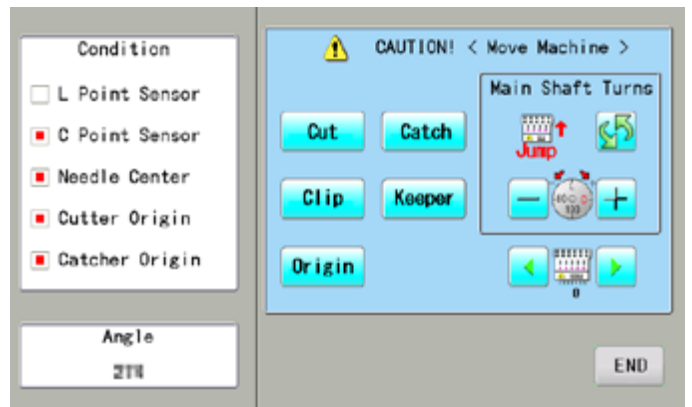 Condition
L Point Sensor
C Point Sensor
Needle Center
Cutter Origin
Catcher Origin
Angle
CAUTION! < Move Machine >
Main Shaft Turns
Cut
Catch
Jump
Clip
Keeper
Origin
0
END